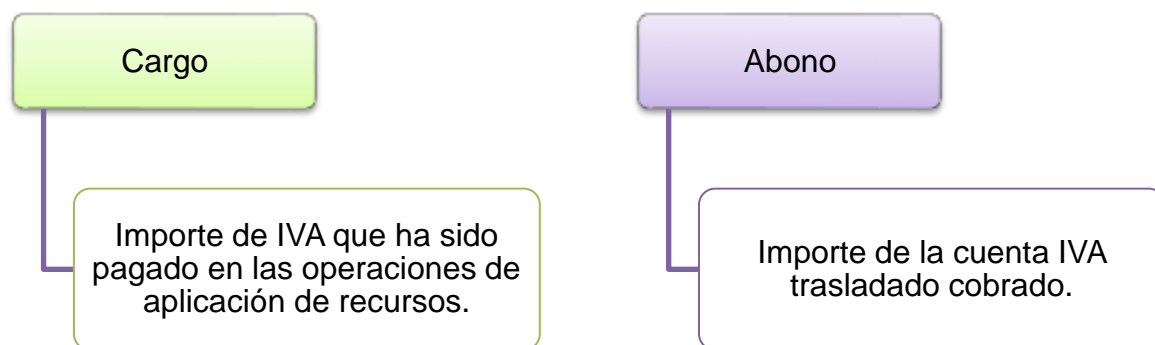 Cargo
Importe de IVA que ha sido
pagado en las operaciones de
aplicación de recursos.
Abono
Importe de la cuenta IVA
trasladado cobrado.